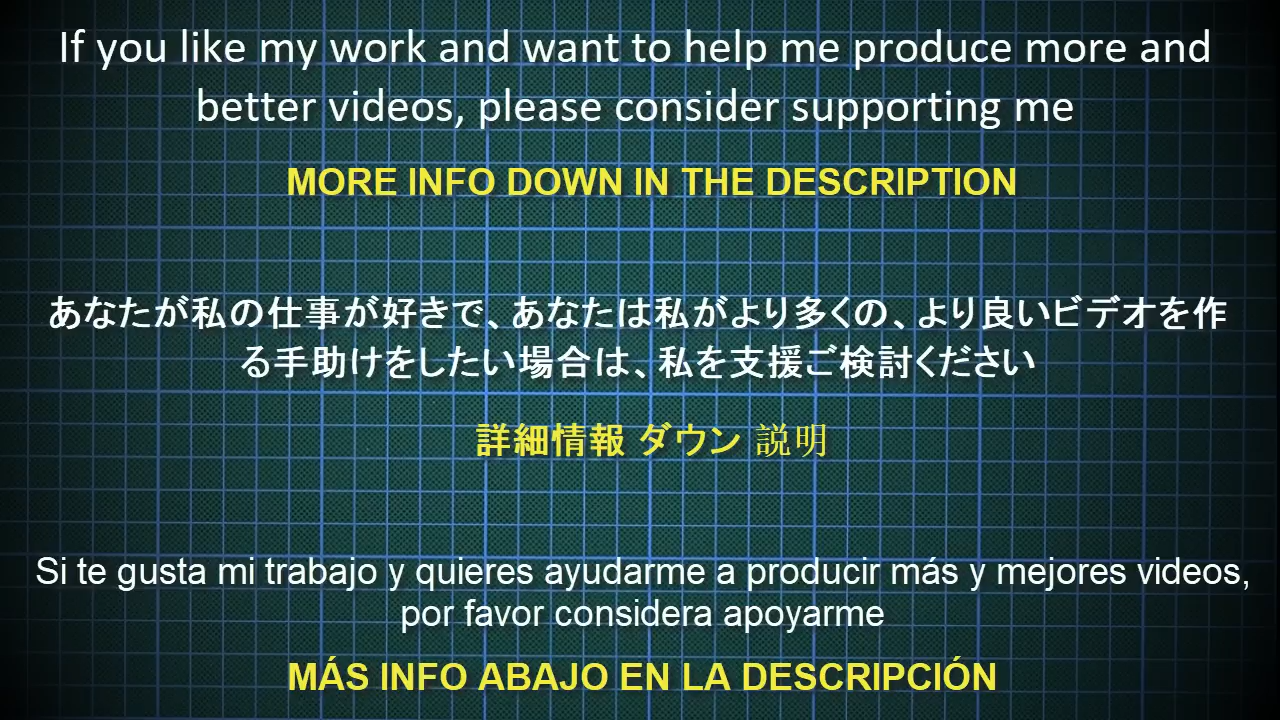 If you like my work and want to help me produce more and
better videos, please consider supporting me
MORE INFO DOWN IN THE DESCRIPTION
あなたが私の仕事が好きで、あなたは私がより多くの、より良いビデオを作
る手助けをしたい場合は、私を支援ご検討ください
詳細情報 ダウン 説明
Si te gusta mi trabajo y quieres ayudarme a producir más y mejores videos,
por favor considera apoyarme
MÁS INFO ABAJO EN LA DESCRIPCIÓN